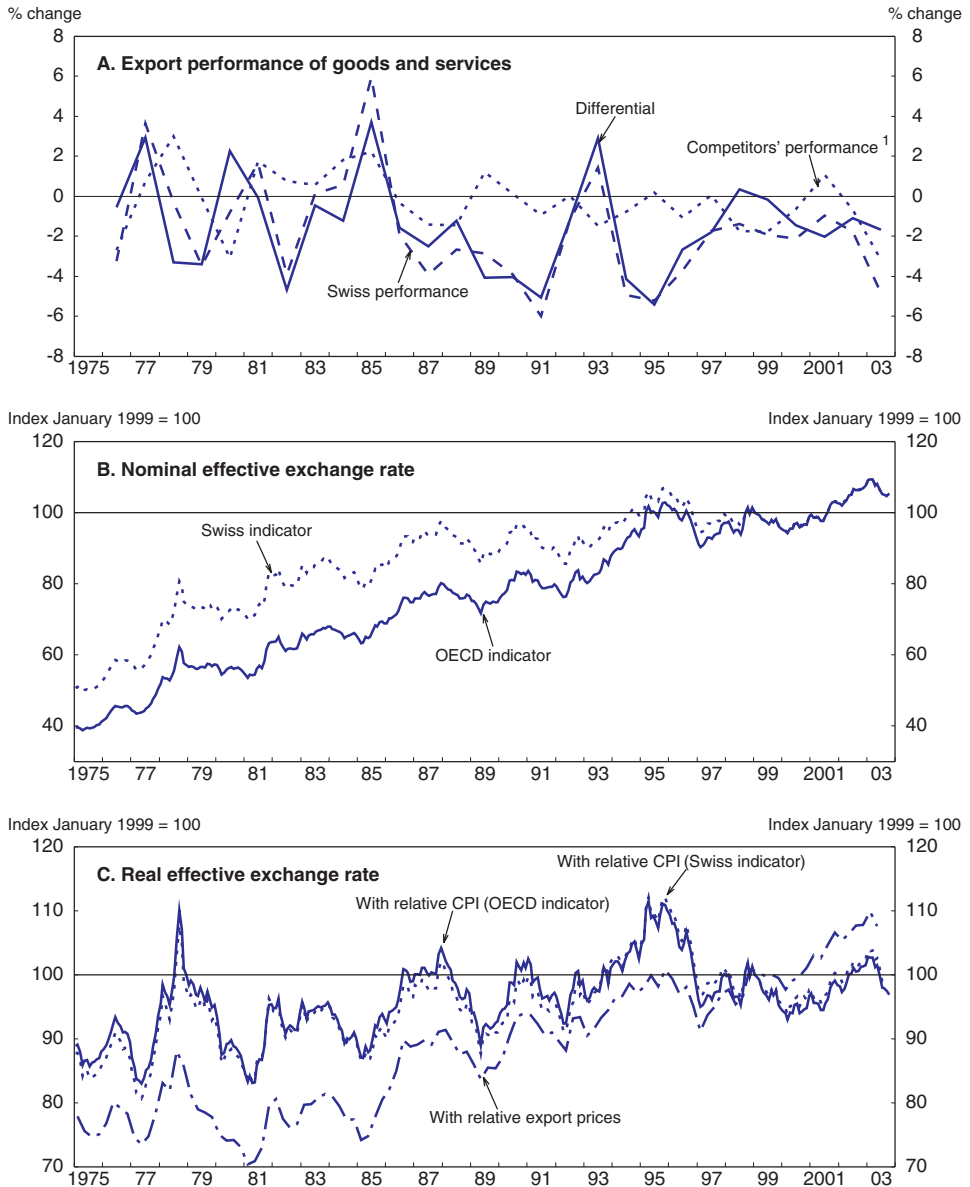 % change % change
8 8
A. Export performance of goods and services
6 6
Differential
4 4
Competitors' performance 1
2 2
0 0
-2 -2
Swiss performance
-4 -4
-6 -6
-8 -8
1975 77 79 81 83 85 87 89 91 93 95 97 99 2001 03
Index January 1999 = 100 Index January 1999 = 100
120 120
B. Nominal effective exchange rate
100 100
Swiss indicator
80 80
OECD indicator
60 60
40 40
1975 77 79 81 83 85 87 89 91 93 95 97 99 2001 03
Index January 1999 = 100 Index January 1999 = 100
120 120
With relative CPI (Swiss indicator)
C. Real effective exchange rate
With relative CPI (OECD indicator)
110 110
100 100
90 90
80 80
With relative export prices
70 70
1975 77 79 81 83 85 87 89 91 93 95 97 99 2001 03